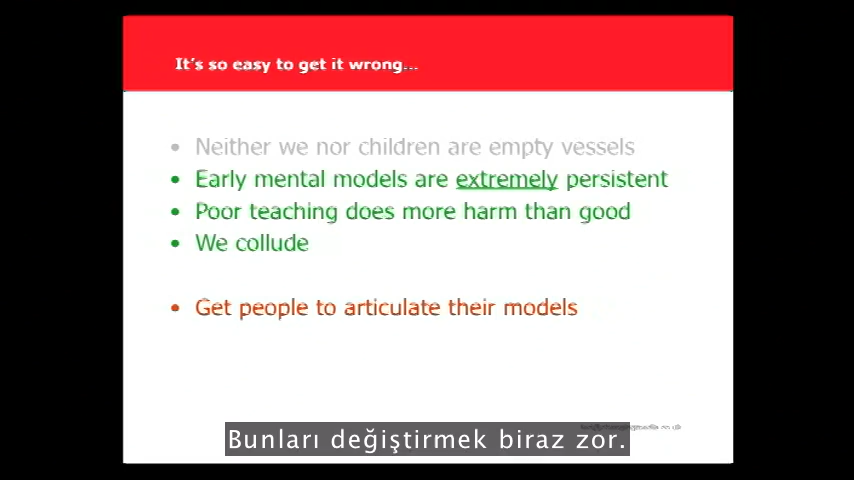 It's so easy to get it wrong...
• Neither we nor children are empty vessels
• Early mental models are extremely persistent
• Poor teaching does more harm than good
• We collude
• Get people to articulate their models
Bunları değiştirmek biraz zor.